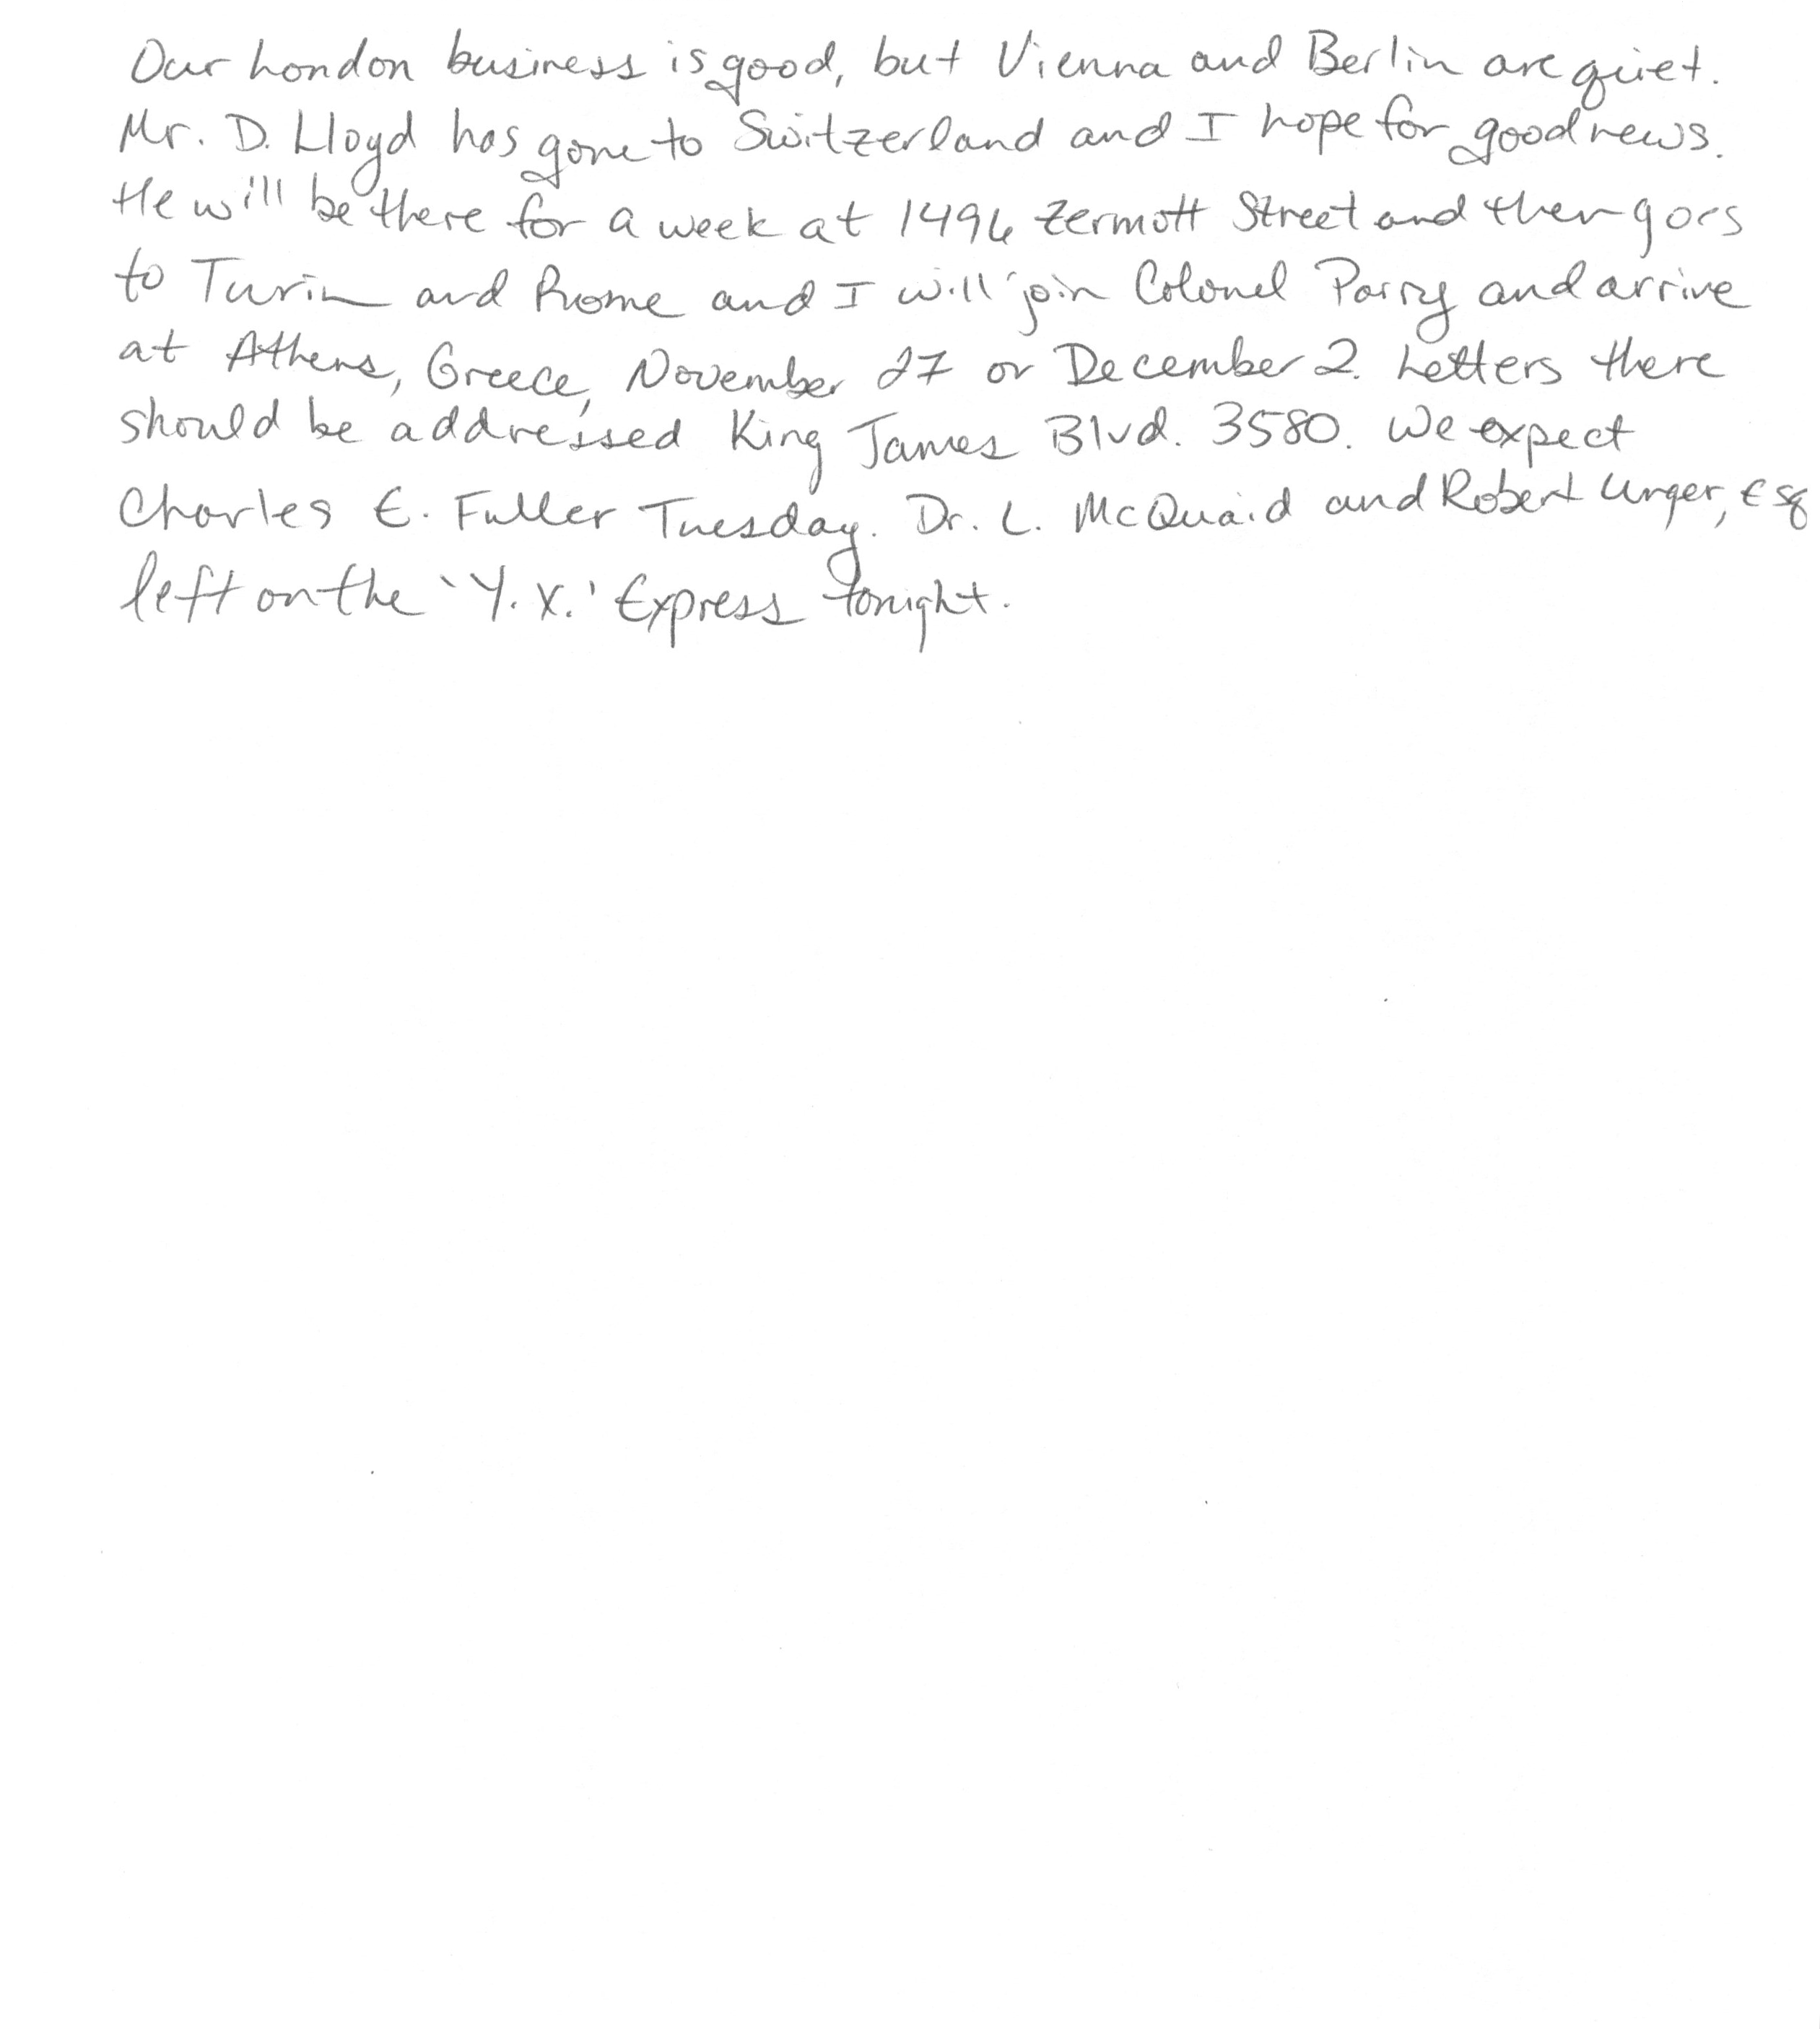 Our London business is good, but Vienna and Berlin are quiet.
Mr. D. Lloyd has gone to Switzerland and I hope for good news.
He will be there for a week at 1496 Zermott Street and then goes
to Turin and Rome and I will join Colonel Parry and arrive
at Athens, Greece, November 27 or December 2. Letters there
should be addressed King James Blvd. 3580. We expect
Charles E. Fuller Tuesday. Dr. L. McQuaid and Robert Unger, Esq
left on the 'Y. X.' Express tonight.